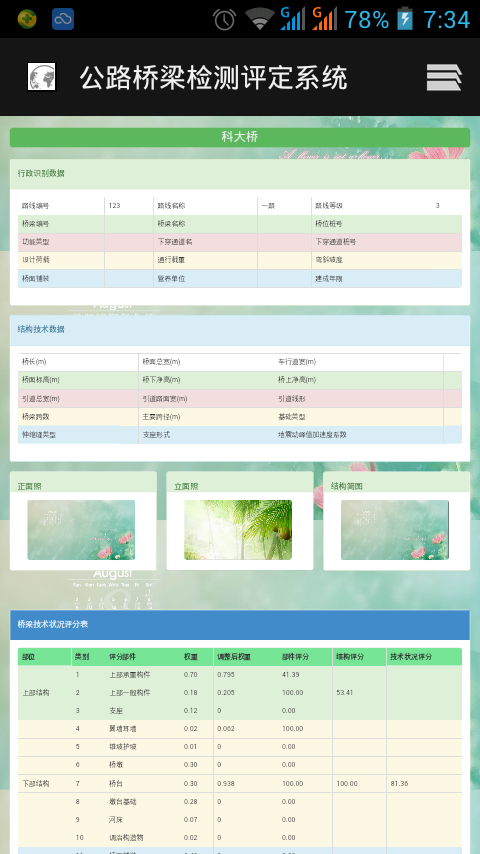 G G 78% 7:34
公路桥梁检测评定系统
科大桥
行政识别数据
路线编号 123 路线名称 一期 路线等级 3
桥梁编号 桥梁名称 桥位桩号
功能类型 下穿通道名 下穿通道桩号
设计荷载 通行载重 弯斜坡度
桥面铺装 管养单位 建成年限
结构技术数据
桥长(m) 桥面总宽(m) 车行道宽(m)
桥面标高(m) 桥下净高(m) 桥上净高(m)
引道总宽(m) 引道路面宽(m) 引道线形
桥梁跨数 主要跨径(m) 基础类型
伸缩缝类型 支座形式 地震动峰值加速度系数
正面照 立面照 结构简图
August
Sun Mon Tues Wed Thur Fri Sat
桥梁技术状况评分表
部位 类别 评分部件 权重 调整后权重 部件评分 结构评分 技术状况评分
1 上部承重构件 0.70 0.795 41.39
上部结构 2 上部一般构件 0.18 0.205 100.00 53.41
3 支座 0.12 0 0.00
4 翼墙耳墙 0.02 0.062 100.00
5 锥坡护坡 0.01 0 0.00
6 桥墩 0.30 0 0.00
下部结构 7 桥台 0.30 0.938 100.00 100.00 81.36
8 墩台基础 0.28 0 0.00
9 河床 0.07 0 0.00
10 调治构造物 0.02 0 0.00